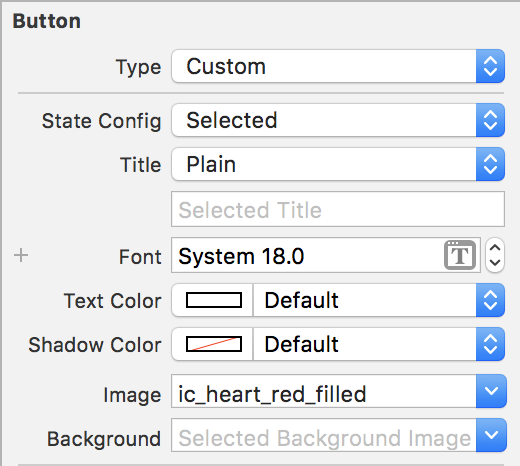 Button
Type Custom
State Config Selected
Title Plain
Selected Title
Font System 18.0 T
Text Color Default
Shadow Color Default
Image ic_heart_red_filled
Background Selected Background Image